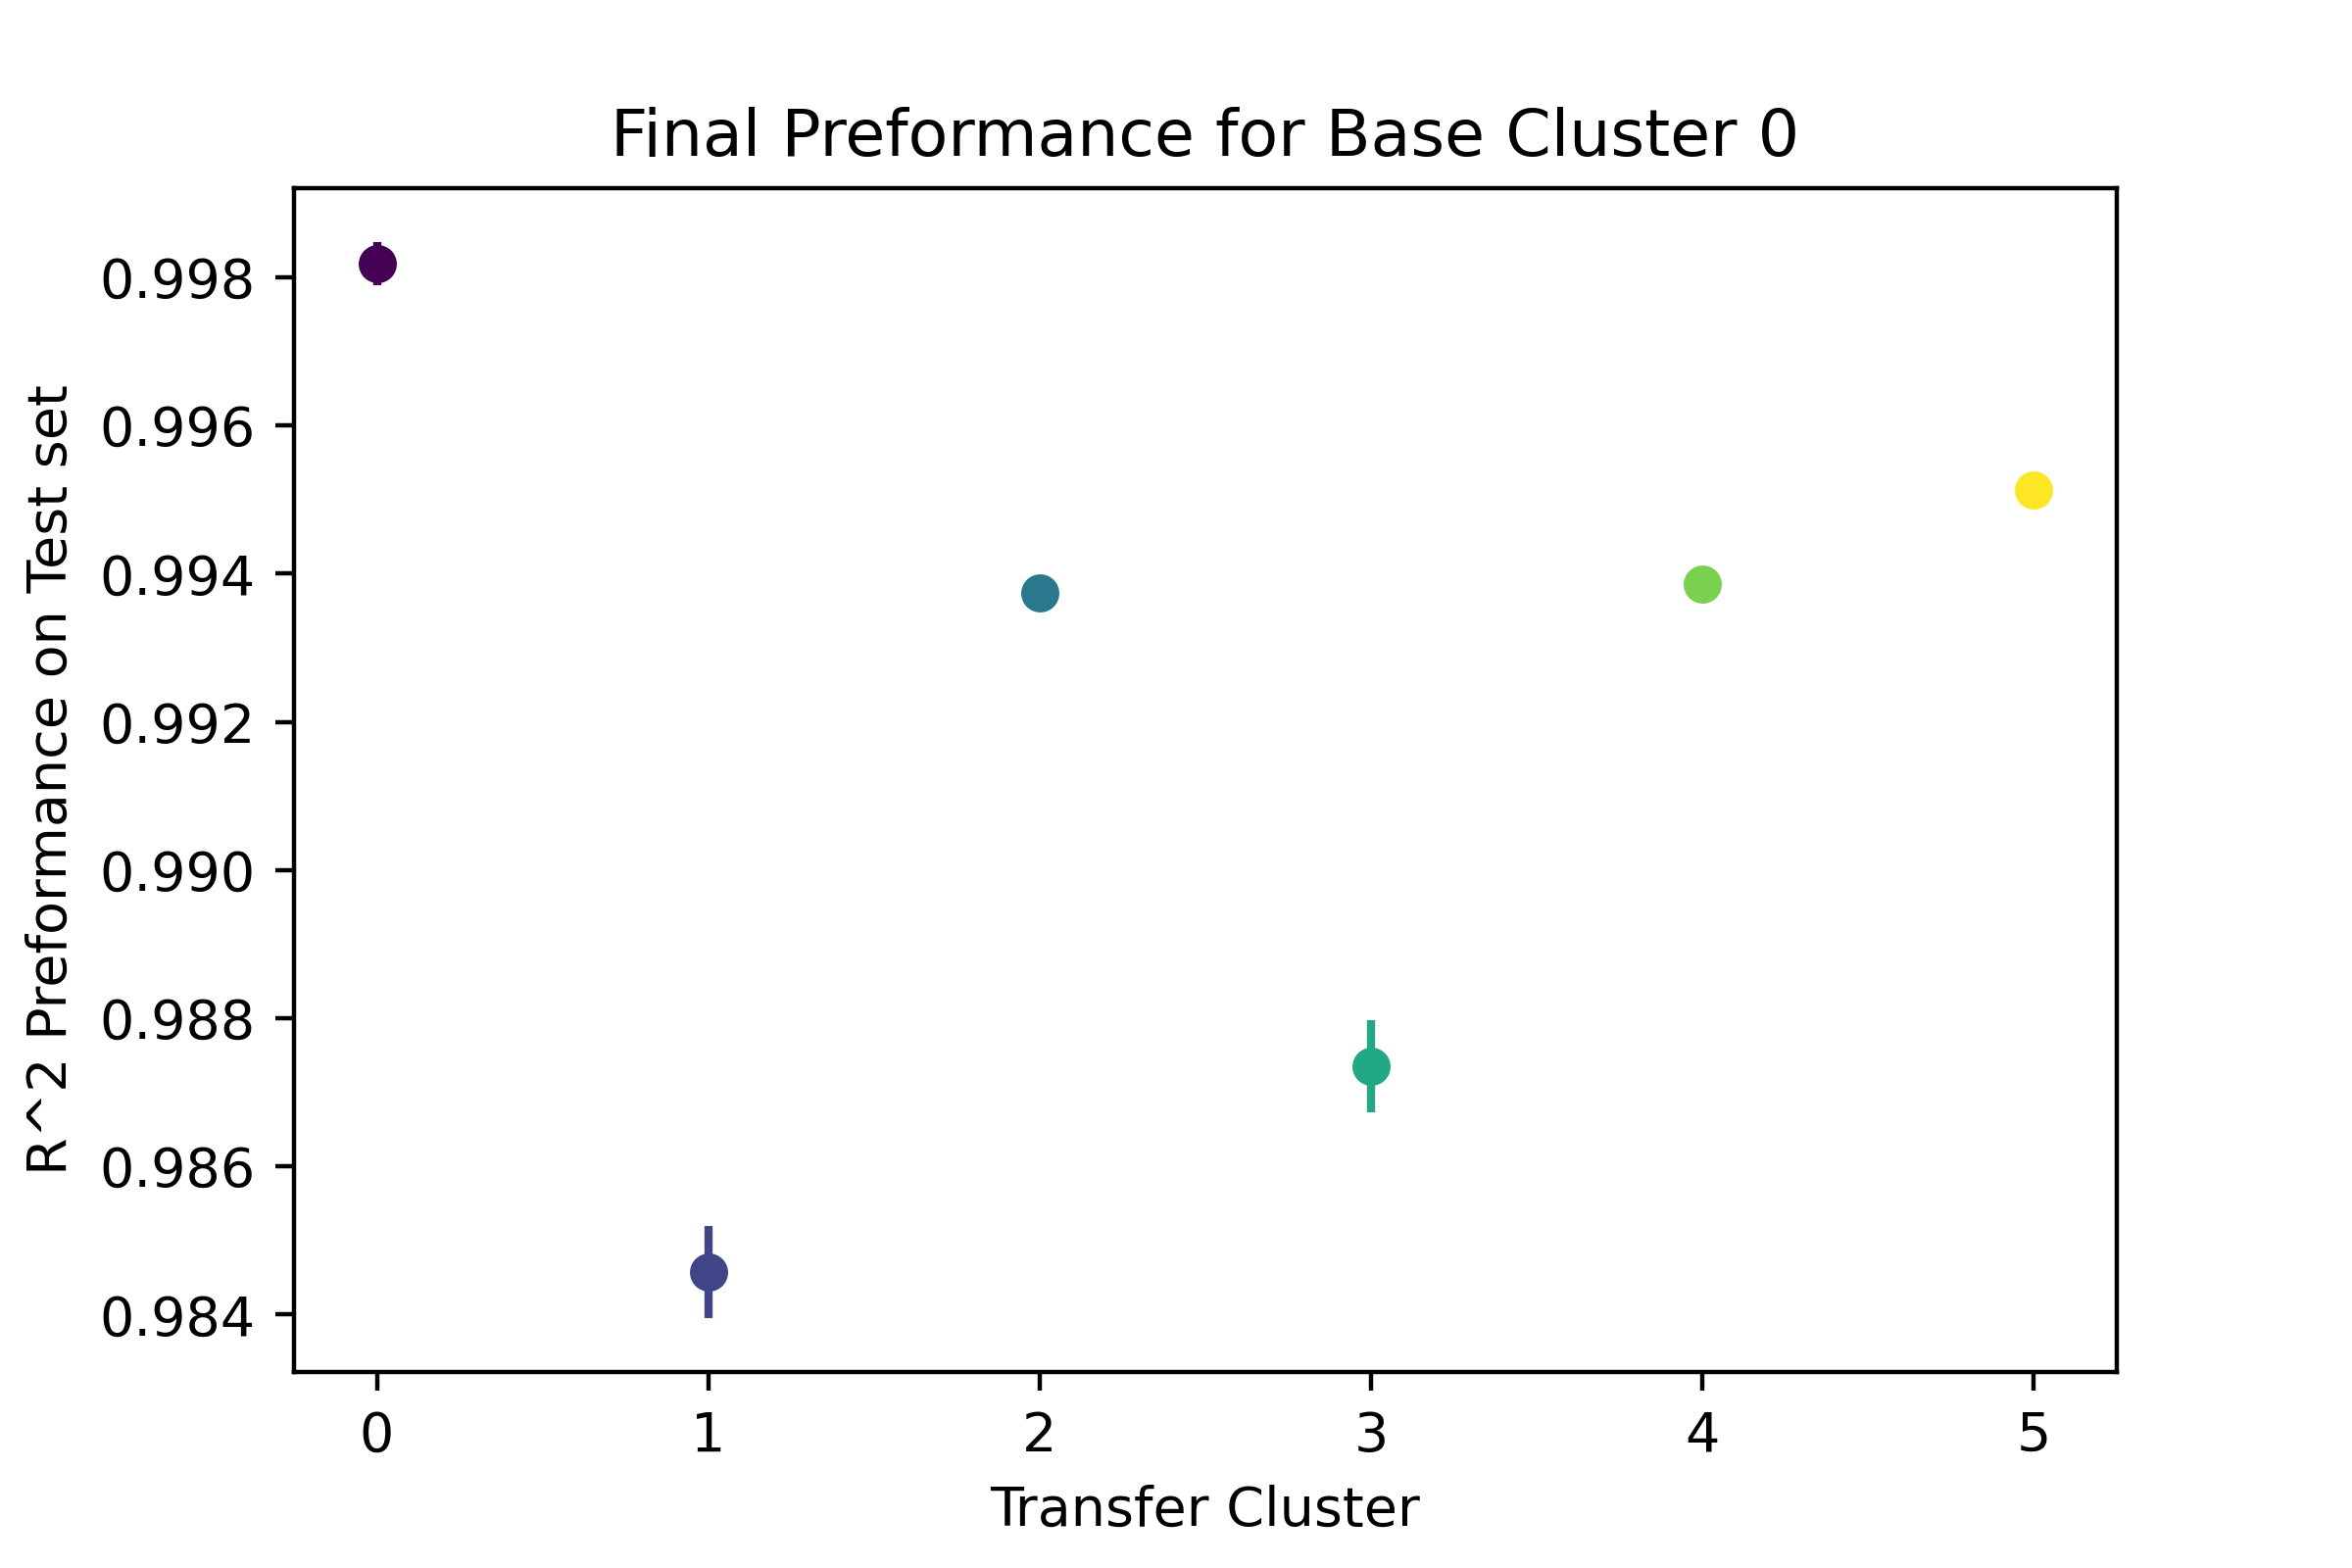 Final Preformance for Base Cluster 0
R^2 Preformance on Test set
0.998
0.996
0.994
0.992
0.990
0.988
0.986
0.984
0 1 2 3 4 5
Transfer Cluster